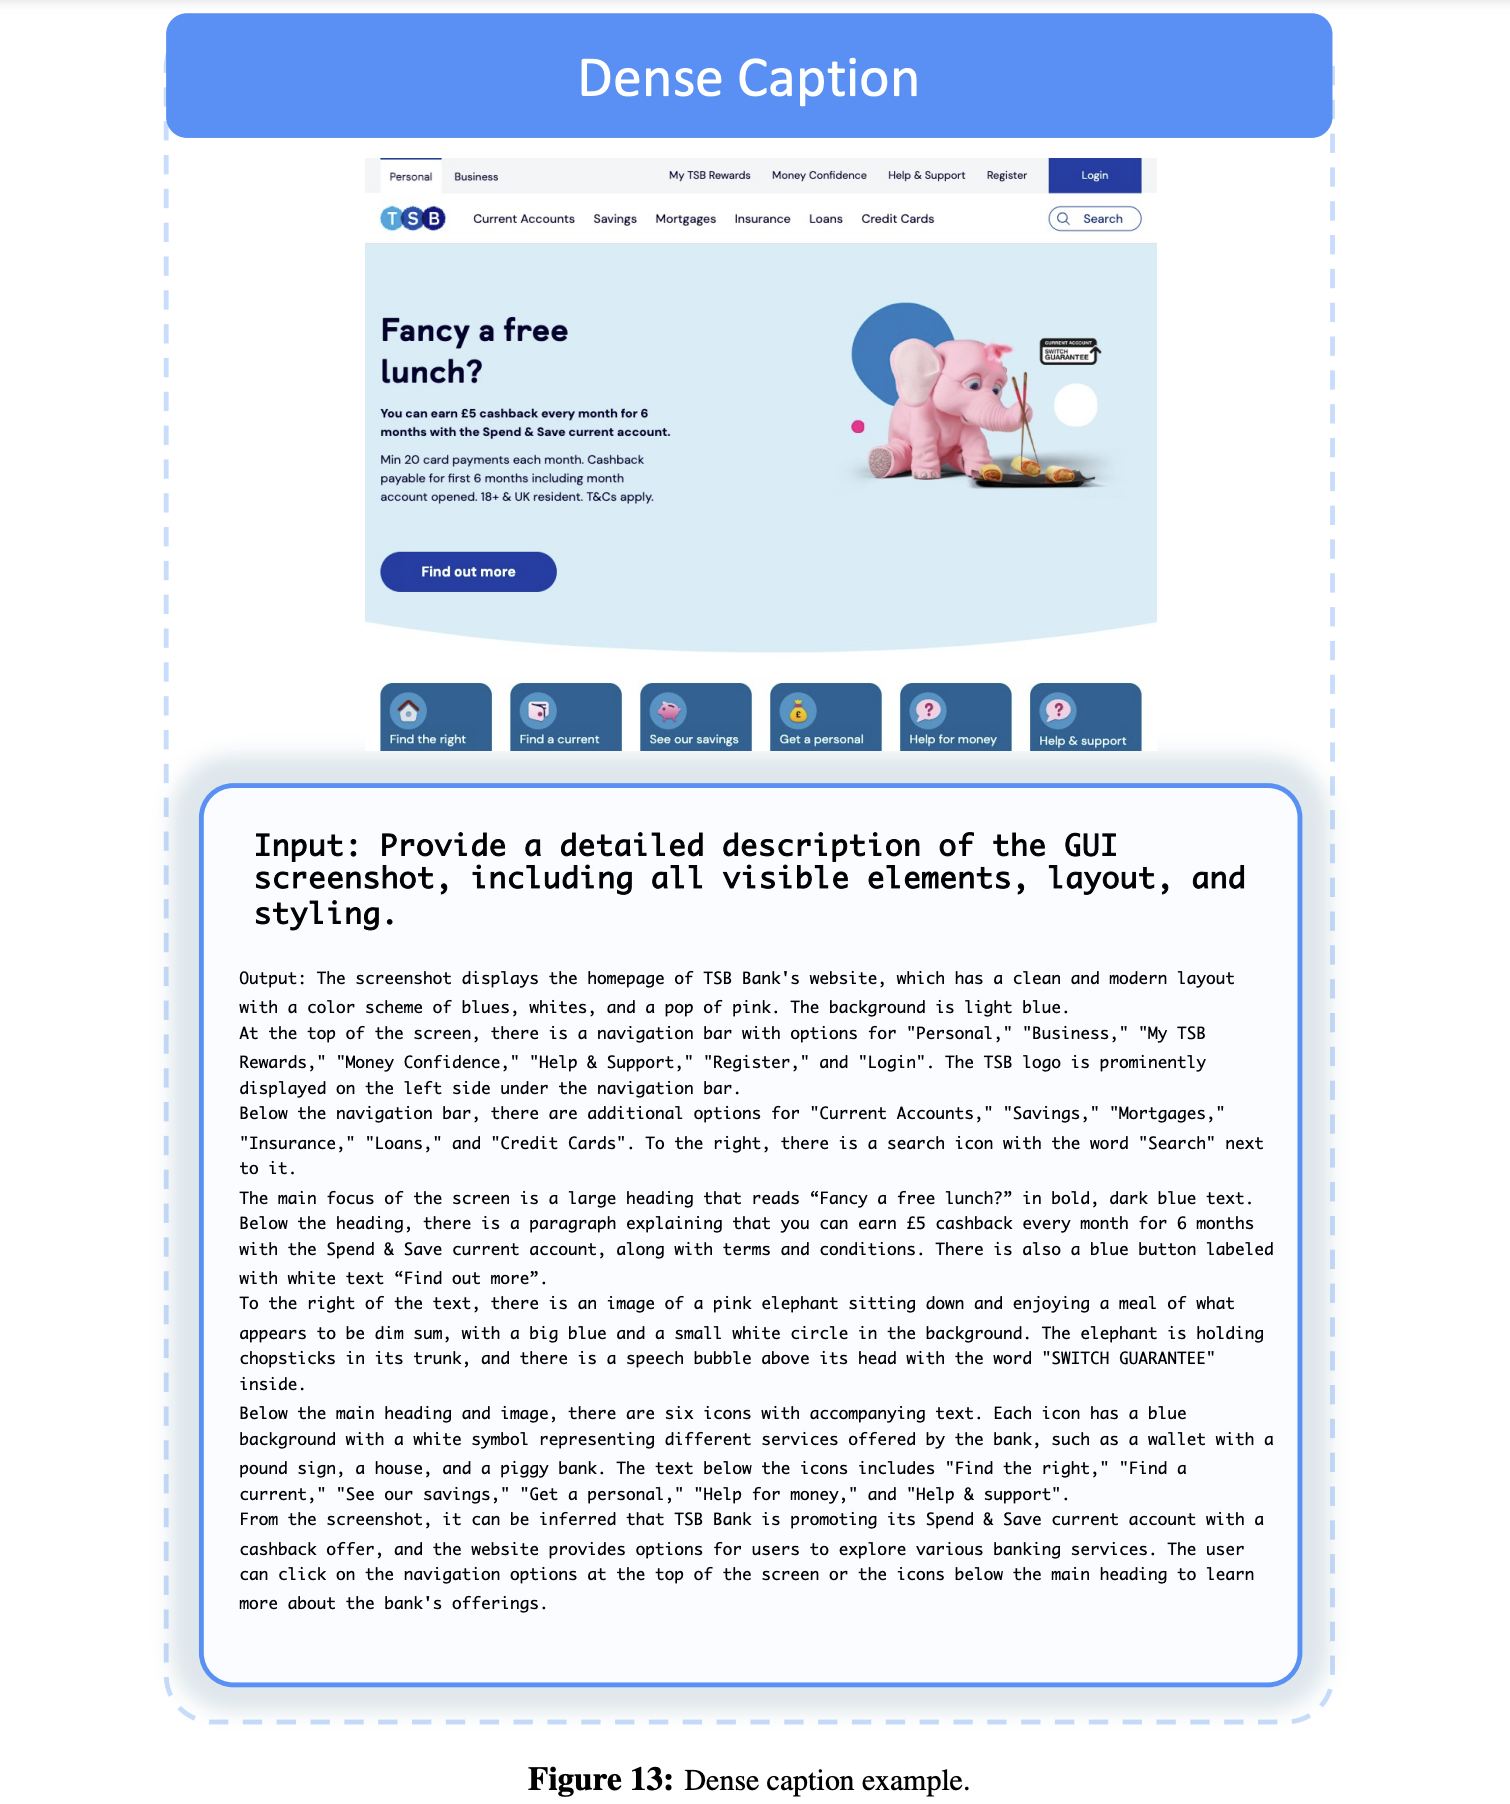 Dense Caption
Personal Business My TSB Rewards Money Confidence Help & Support Register Login
TSB Current Accounts Savings Mortgages Insurance Loans Credit Cards Search
Fancy a free
lunch?
You can earn £5 cashback every month for 6
months with the Spend & Save current account.
Min 20 card payments each month. Cashback
payable for first 6 months including month
account opened. 18+ & UK resident. T&Cs apply.
CURRENT ACCOUNT
SWITCH
GUARANTEE
Find out more
Find the right Find a current See our savings Get a personal Help for money Help & support
Input: Provide a detailed description of the GUI
screenshot, including all visible elements, layout, and
styling.
Output: The screenshot displays the homepage of TSB Bank's website, which has a clean and modern layout
with a color scheme of blues, whites, and a pop of pink. The background is light blue.
At the top of the screen, there is a navigation bar with options for "Personal," "Business," "My TSB
Rewards," "Money Confidence," "Help & Support," "Register," and "Login". The TSB logo is prominently
displayed on the left side under the navigation bar.
Below the navigation bar, there are additional options for "Current Accounts," "Savings," "Mortgages,"
"Insurance," "Loans," and "Credit Cards". To the right, there is a search icon with the word "Search" next
to it.
The main focus of the screen is a large heading that reads “Fancy a free lunch?” in bold, dark blue text.
Below the heading, there is a paragraph explaining that you can earn £5 cashback every month for 6 months
with the Spend & Save current account, along with terms and conditions. There is also a blue button labeled
with white text “Find out more”.
To the right of the text, there is an image of a pink elephant sitting down and enjoying a meal of what
appears to be dim sum, with a big blue and a small white circle in the background. The elephant is holding
chopsticks in its trunk, and there is a speech bubble above its head with the word "SWITCH GUARANTEE"
inside.
Below the main heading and image, there are six icons with accompanying text. Each icon has a blue
background with a white symbol representing different services offered by the bank, such as a wallet with a
pound sign, a house, and a piggy bank. The text below the icons includes "Find the right," "Find a
current," "See our savings," "Get a personal," "Help for money," and "Help & support".
From the screenshot, it can be inferred that TSB Bank is promoting its Spend & Save current account with a
cashback offer, and the website provides options for users to explore various banking services. The user
can click on the navigation options at the top of the screen or the icons below the main heading to learn
more about the bank's offerings.
Figure 13: Dense caption example.